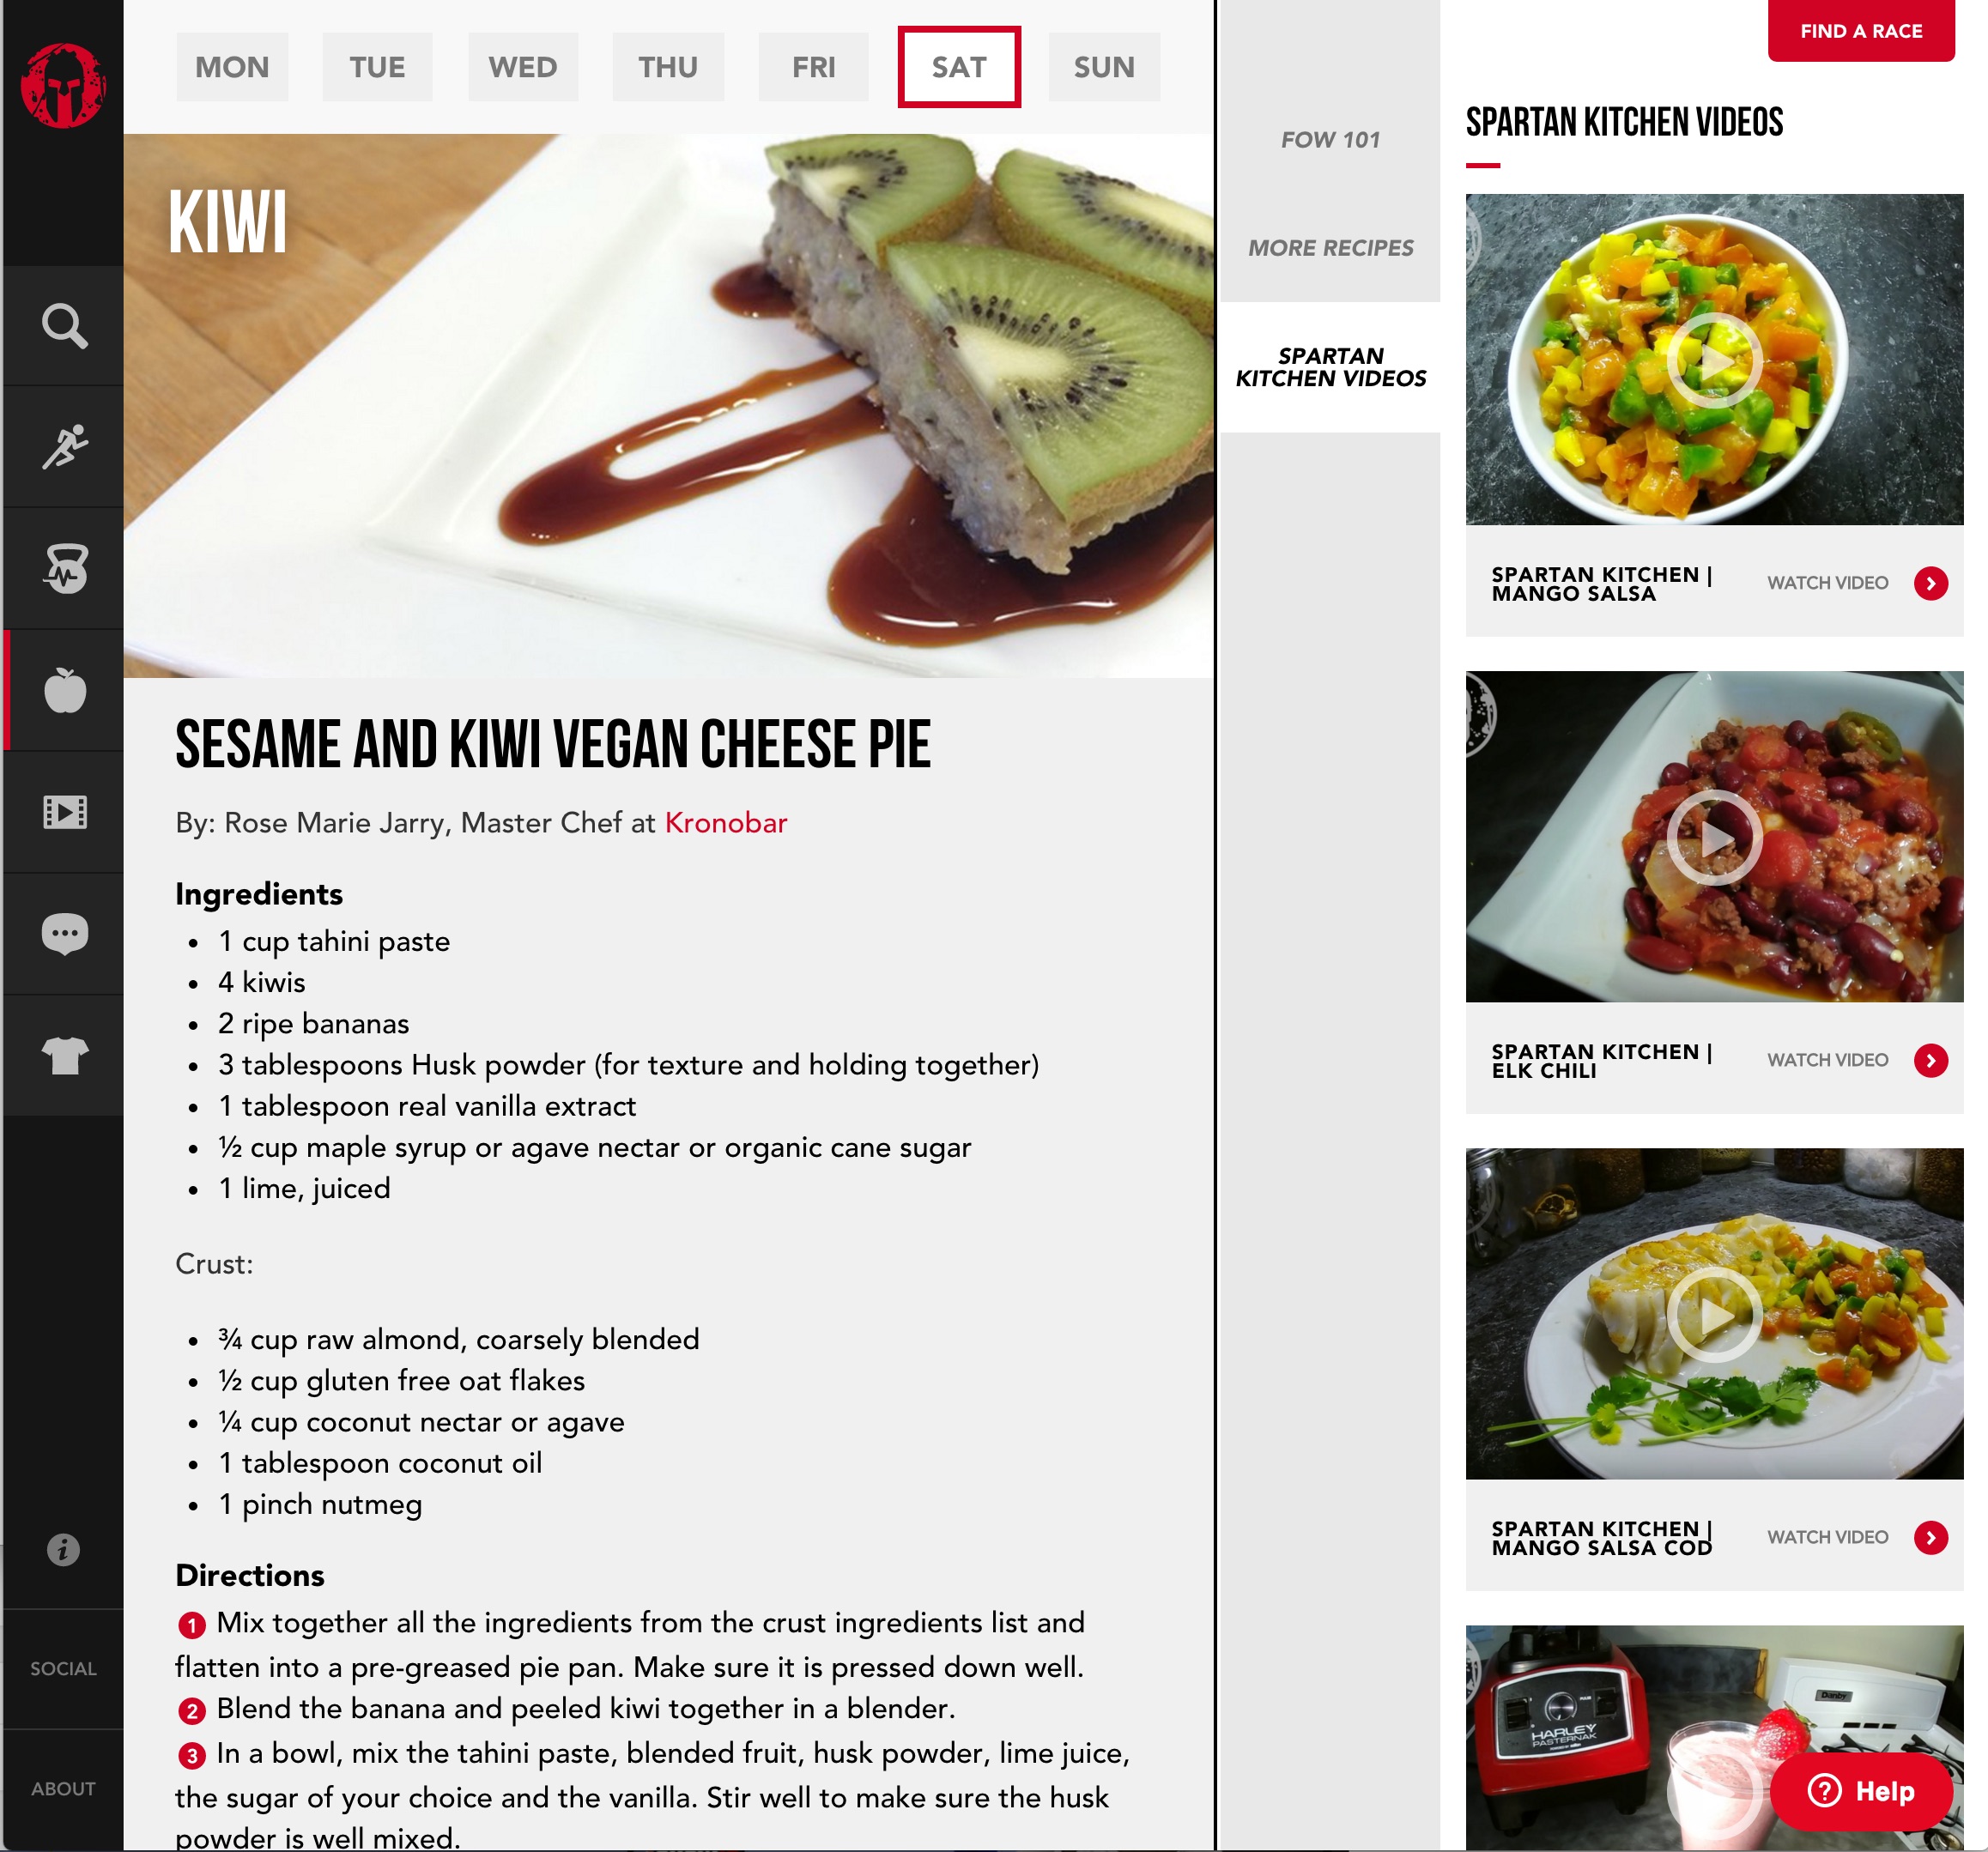 MON TUE WED THU FRI SAT SUN
KIWI
SESAME AND KIWI VEGAN CHEESE PIE
By: Rose Marie Jarry, Master Chef at Kronobar
Ingredients
• 1 cup tahini paste
• 4 kiwis
• 2 ripe bananas
• 3 tablespoons Husk powder (for texture and holding together)
• 1 tablespoon real vanilla extract
• ½ cup maple syrup or agave nectar or organic cane sugar
• 1 lime, juiced
Crust:
• ¾ cup raw almond, coarsely blended
• ½ cup gluten free oat flakes
• ¼ cup coconut nectar or agave
• 1 tablespoon coconut oil
• 1 pinch nutmeg
Directions
1 Mix together all the ingredients from the crust ingredients list and
flatten into a pre-greased pie pan. Make sure it is pressed down well.
2 Blend the banana and peeled kiwi together in a blender.
3 In a bowl, mix the tahini paste, blended fruit, husk powder, lime juice,
the sugar of your choice and the vanilla. Stir well to make sure the husk
powder is well mixed.
SOCIAL
ABOUT
FOW 101
MORE RECIPES
SPARTAN
KITCHEN VIDEOS
FIND A RACE
SPARTAN KITCHEN VIDEOS
SPARTAN KITCHEN |
MANGO SALSA
WATCH VIDEO
SPARTAN KITCHEN |
ELK CHILI
WATCH VIDEO
SPARTAN KITCHEN |
MANGO SALSA COD
WATCH VIDEO
Danby
HARLEY
PASTERNAK
Help